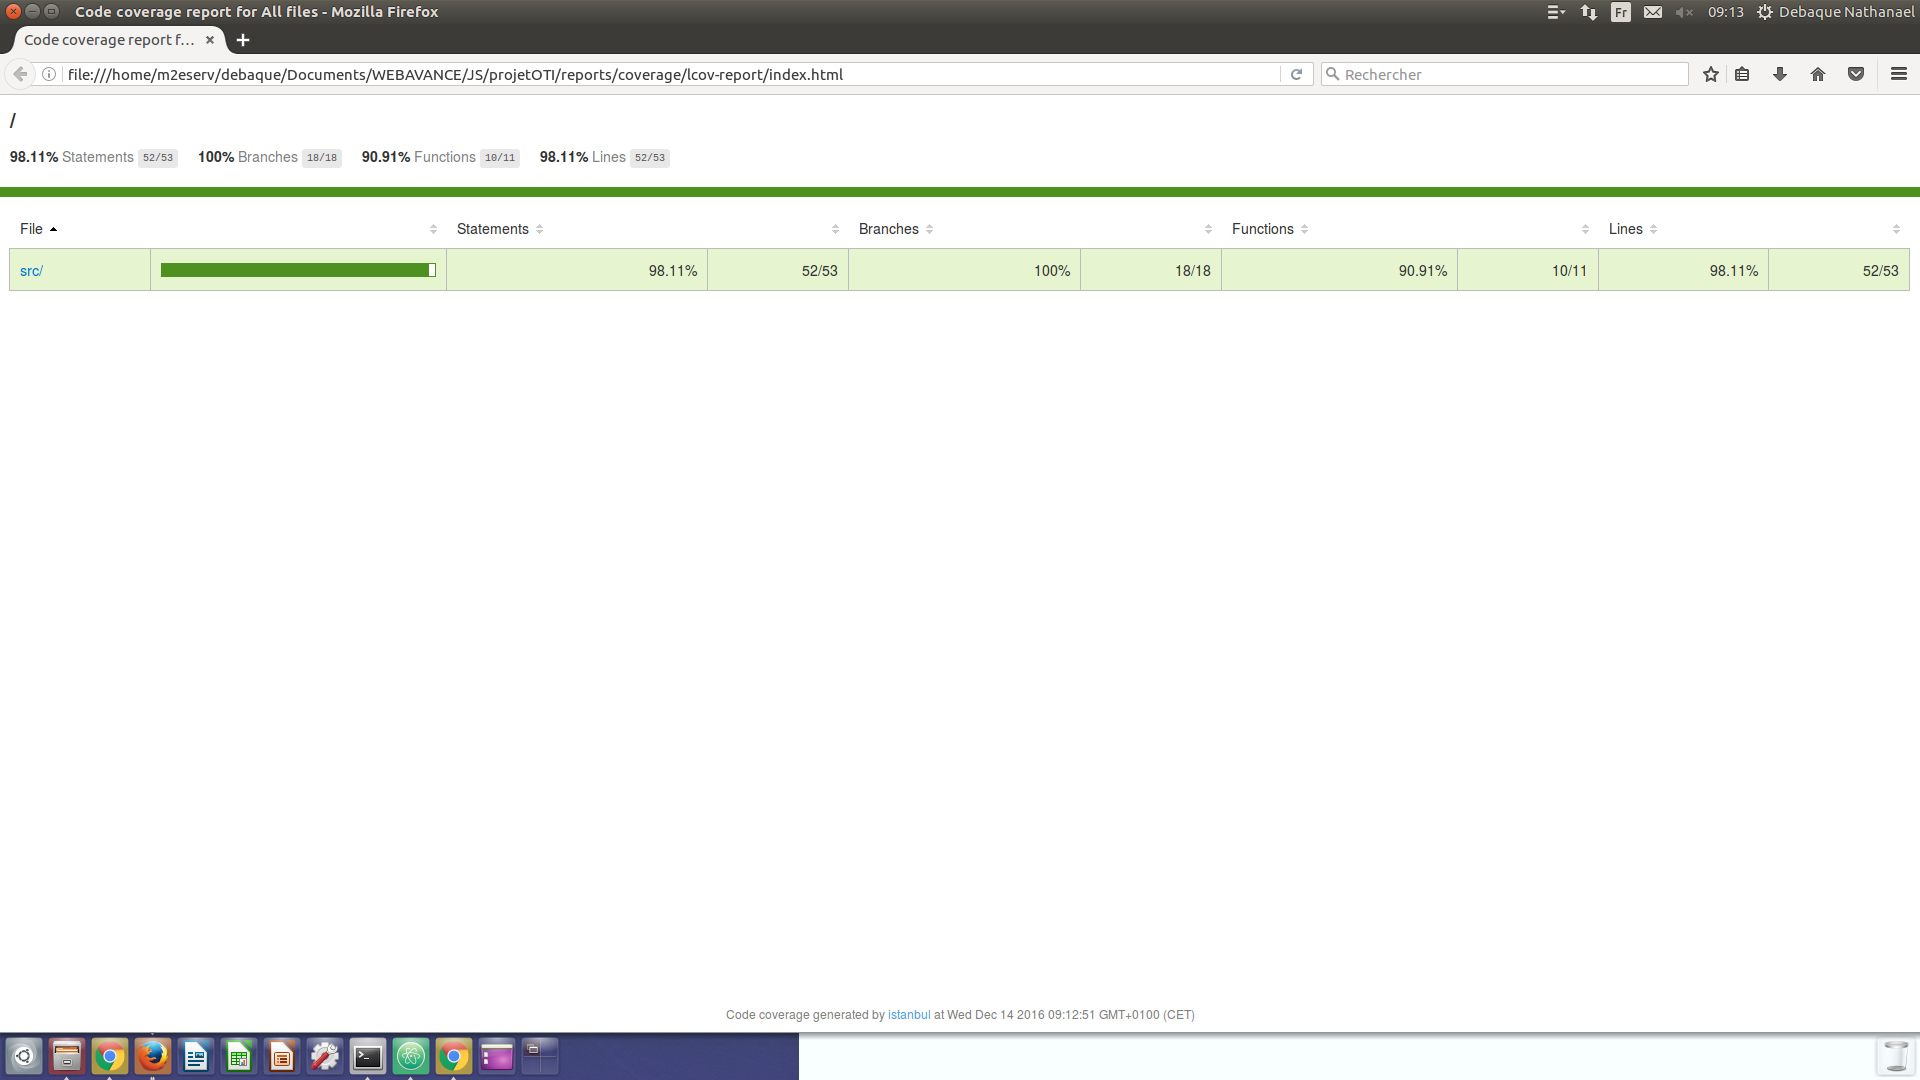 Code coverage report for All files - Mozilla Firefox
Fr
09:13
Debaque Nathanael
Code coverage report f...
file:///home/m2eserv/debaque/Documents/WEBAVANCE/JS/projetOTI/reports/coverage/lcov-report/index.html
Rechercher
/
98.11% Statements 52/53 100% Branches 18/18 90.91% Functions 10/11 98.11% Lines 52/53
File Statements Branches Functions Lines
src/ 98.11% 52/53 100% 18/18 90.91% 10/11 98.11% 52/53
Code coverage generated by istanbul at Wed Dec 14 2016 09:12:51 GMT+0100 (CET)